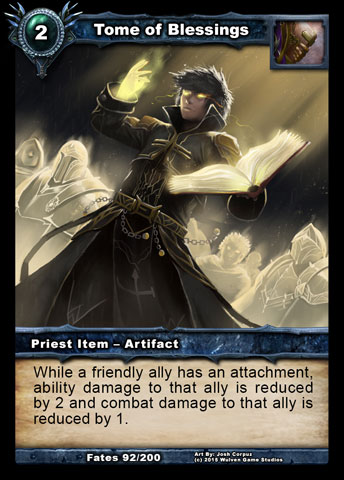 2
Tome of Blessings
Priest Item – Artifact
While a friendly ally has an attachment,
ability damage to that ally is reduced
by 2 and combat damage to that ally is
reduced by 1.
Fates 92/200
Art By: Josh Corpuz
(c) 2015 Wulven Game Studios